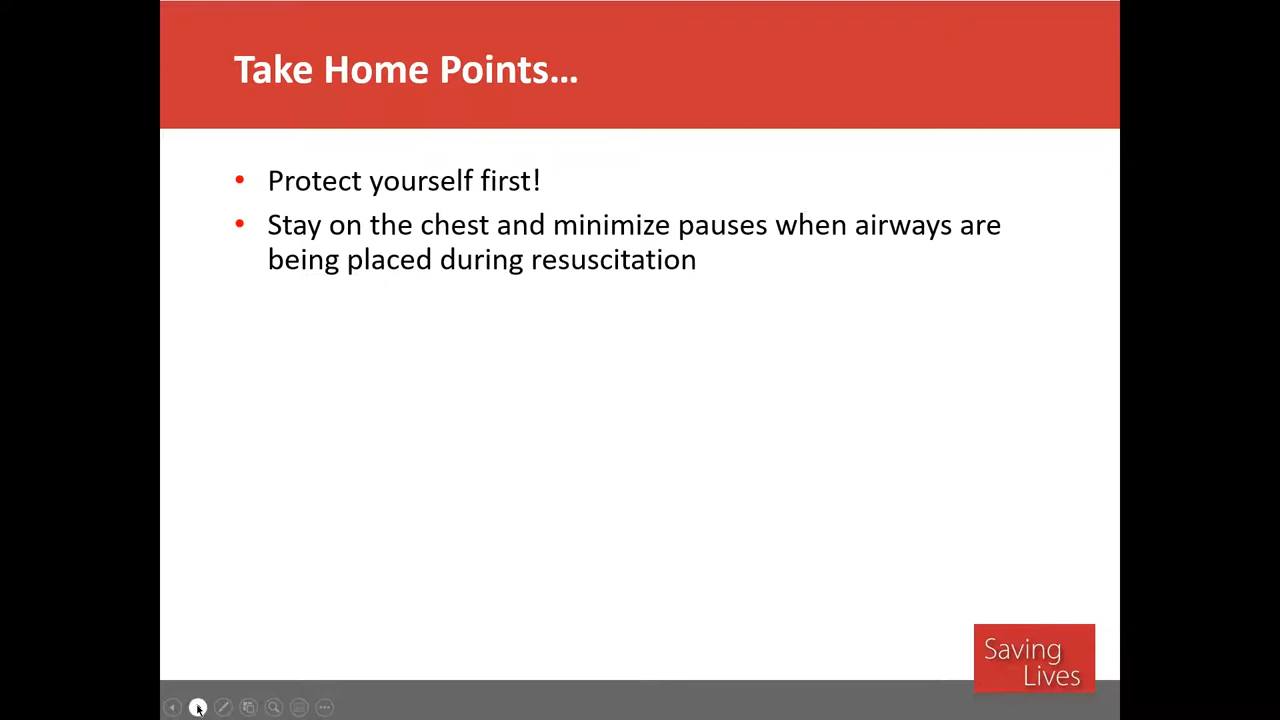 Take Home Points...
• Protect yourself first!
• Stay on the chest and minimize pauses when airways are
being placed during resuscitation
Saving
Lives